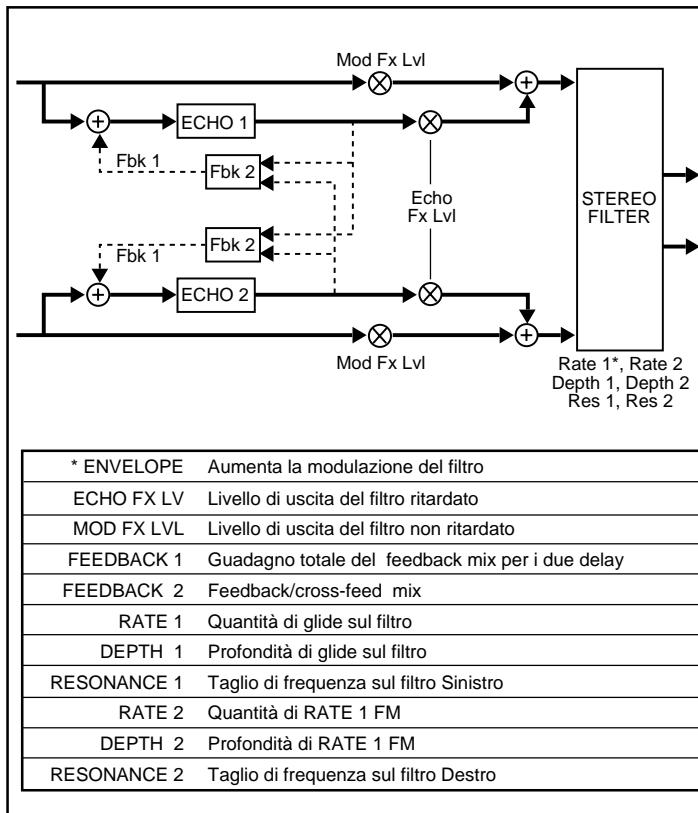 Mod Fx Lvl
ECHO 1
Fbk 1
Fbk 2
Echo
Fx Lvl
STEREO
FILTER
Fbk 2
Fbk 1
ECHO 2
Mod Fx Lvl
Rate 1*, Rate 2
Depth 1, Depth 2
Res 1, Res 2
* ENVELOPE Aumenta la modulazione del filtro
ECHO FX LV Livello di uscita del filtro ritardato
MOD FX LVL Livello di uscita del filtro non ritardato
FEEDBACK 1 Guadagno totale del feedback mix per i due delay
FEEDBACK 2 Feedback/cross-feed mix
RATE 1 Quantità di glide sul filtro
DEPTH 1 Profondità di glide sul filtro
RESONANCE 1 Taglio di frequenza sul filtro Sinistro
RATE 2 Quantità di RATE 1 FM
DEPTH 2 Profondità di RATE 1 FM
RESONANCE 2 Taglio di frequenza sul filtro Destro